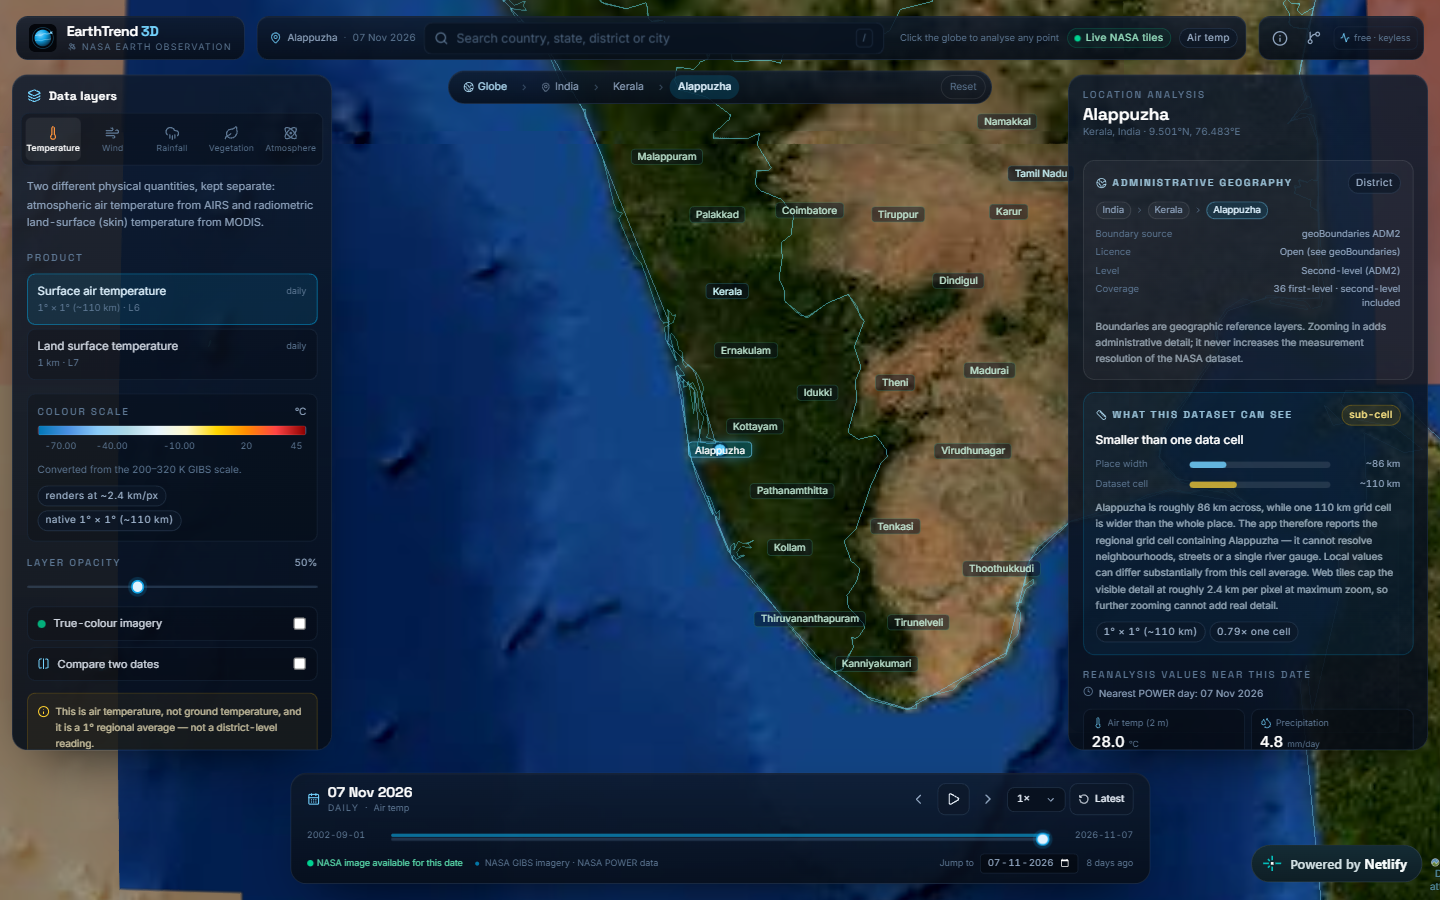 EarthTrend 3D
NASA EARTH OBSERVATION
Alappuzha · 07 Nov 2026
Search country, state, district or city
/
Click the globe to analyse any point
Live NASA tiles
Air temp
free · keyless
Data layers
Temperature
Wind
Rainfall
Vegetation
Atmosphere
Two different physical quantities, kept separate:
atmospheric air temperature from AIRS and radiometric
land-surface (skin) temperature from MODIS.
PRODUCT
Surface air temperature
daily
1° × 1° (~110 km) · L6
Land surface temperature
daily
1 km · L7
COLOUR SCALE
°C
-70.00 -40.00 -10.00 20 45
Converted from the 200–320 K GIBS scale.
renders at ~2.4 km/px
native 1° × 1° (~110 km)
LAYER OPACITY
50%
True-colour imagery
Compare two dates
This is air temperature, not ground temperature, and
it is a 1° regional average — not a district-level
reading.
Globe › India › Kerala › Alappuzha
Reset
Namakkal
Malappuram
Tamil Nadu
Palakkad
Coimbatore
Tiruppur
Karur
Dindigul
Kerala
Ernakulam
Madurai
Theni
Idukki
Kottayam
Alappuzha
Virudhunagar
Pathanamthitta
Tenkasi
Kollam
Thoothukkudi
Thiruvananthapuram
Tirunelveli
Kanniyakumari
LOCATION ANALYSIS
Alappuzha
Kerala, India · 9.501°N, 76.483°E
ADMINISTRATIVE GEOGRAPHY
District
India › Kerala › Alappuzha
Boundary source
geoBoundaries ADM2
Licence
Open (see geoBoundaries)
Level
Second-level (ADM2)
Coverage
36 first-level · second-level
included
Boundaries are geographic reference layers. Zooming in adds
administrative detail; it never increases the measurement
resolution of the NASA dataset.
WHAT THIS DATASET CAN SEE
sub-cell
Smaller than one data cell
Place width
~86 km
Dataset cell
~110 km
Alappuzha is roughly 86 km across, while one 110 km grid cell
is wider than the whole place. The app therefore reports the
regional grid cell containing Alappuzha — it cannot resolve
neighbourhoods, streets or a single river gauge. Local values
can differ substantially from this cell average. Web tiles cap the
visible detail at roughly 2.4 km per pixel at maximum zoom, so
further zooming cannot add real detail.
1° × 1° (~110 km)
0.79× one cell
REANALYSIS VALUES NEAR THIS DATE
Nearest POWER day: 07 Nov 2026
Air temp (2 m)
28.0 °C
Precipitation
4.8 mm/day
07 Nov 2026
DAILY · Air temp
1×
Latest
2002-09-01
2026-11-07
NASA image available for this date
NASA GIBS imagery · NASA POWER data
Jump to
07-11-2026
8 days ago
Powered by Netlify